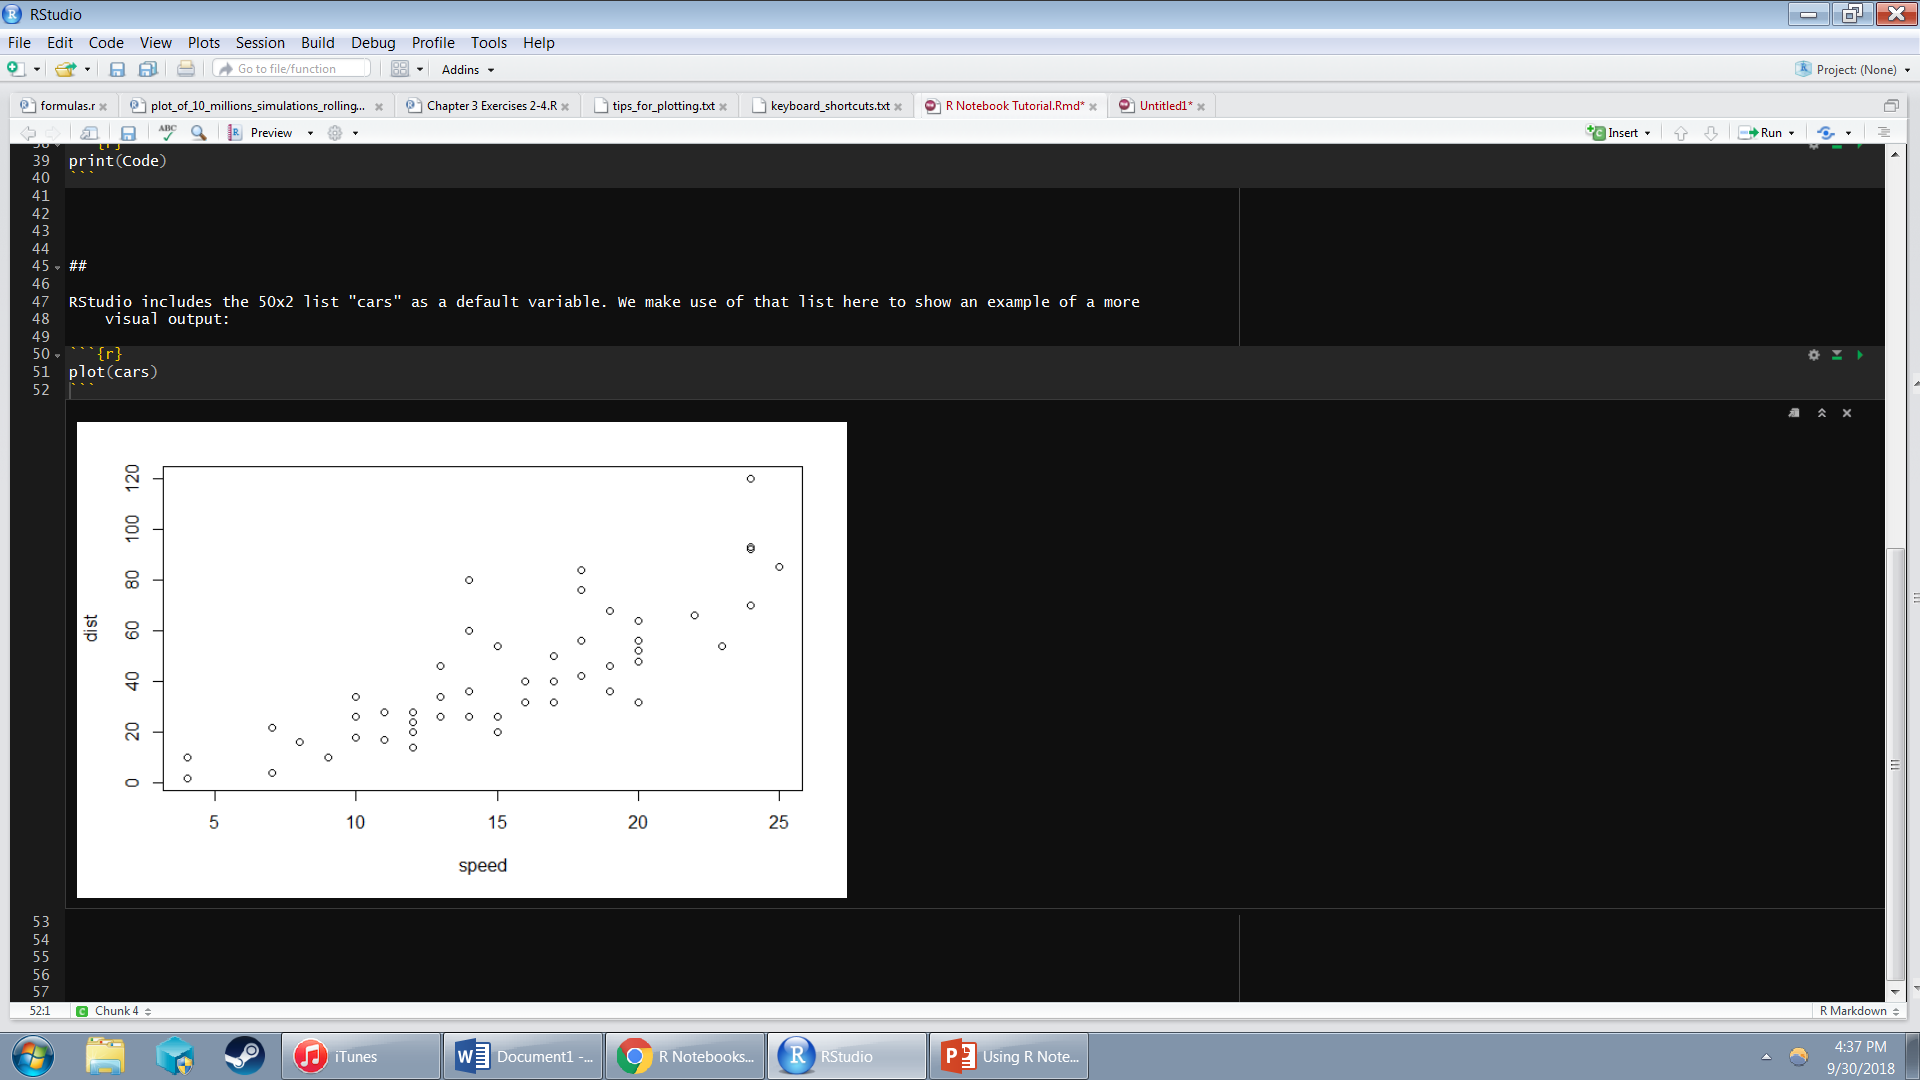 RStudio
File Edit Code View Plots Session Build Debug Profile Tools Help
Go to file/function Addins Project: (None)
formulas.r plot_of_10_millions_simulations_rolling... Chapter 3 Exercises 2-4.R tips_for_plotting.txt keyboard_shortcuts.txt R Notebook Tutorial.Rmd* Untitled1*
ABC Preview Insert Run
38 ```{r}
39 print(Code)
40 ```
41
42
43
44
45 ##
46
47 RStudio includes the 50x2 list "cars" as a default variable. We make use of that list here to show an example of a more
48 visual output:
49
50 ```{r}
51 plot(cars)
52 ```
120
100
80
60
40
20
0
dist
5 10 15 20 25
speed
53
54
55
56
57
52:1 C Chunk 4 R Markdown
iTunes Document1 -... R Notebooks... RStudio Using R Note...
4:37 PM
9/30/2018